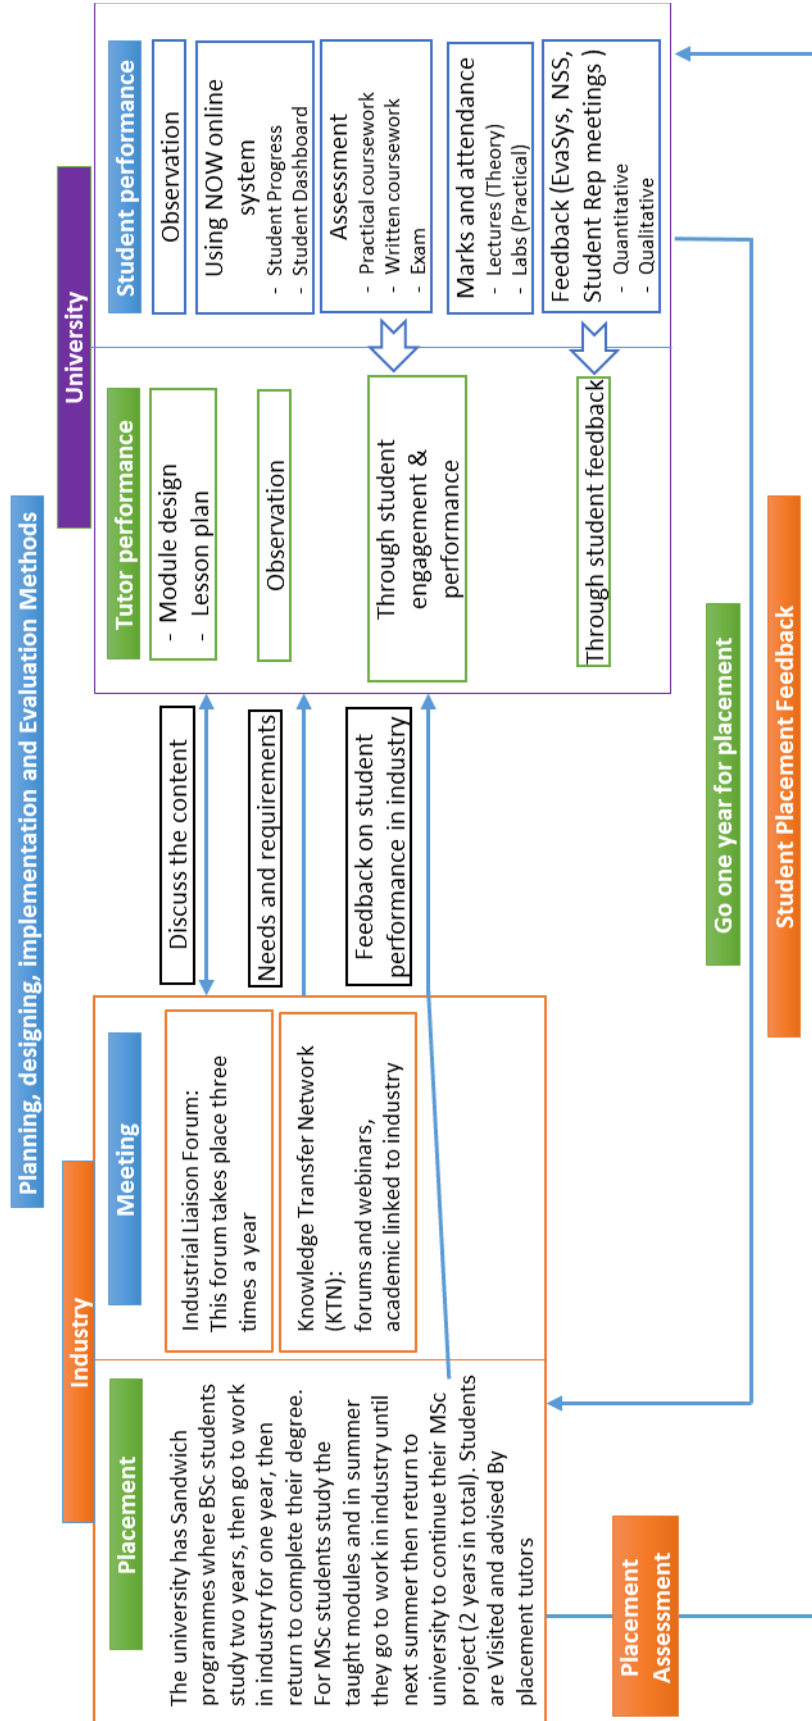 Planning, designing, implementation and Evaluation Methods
Industry
Placement
The university has Sandwich
programmes where BSc students
study two years, then go to work
in industry for one year, then
return to complete their degree.
For MSc students study the
taught modules and in summer
they go to work in industry until
next summer then return to
university to continue their MSc
project (2 years in total). Students
are Visited and advised By
placement tutors
Meeting
Industrial Liaison Forum:
This forum takes place three
times a year
Knowledge Transfer Network
(KTN):
forums and webinars,
academic linked to industry
Discuss the content
Needs and requirements
Feedback on student
performance in industry
University
Tutor performance
- Module design
- Lesson plan
Observation
Through student
engagement &
performance
Through student feedback
Student performance
Observation
Using NOW online
system
- Student Progress
- Student Dashboard
Assessment
- Practical coursework
- Written coursework
- Exam
Marks and attendance
- Lectures (Theory)
- Labs (Practical)
Feedback (EvaSys, NSS,
Student Rep meetings )
- Quantitative
- Qualitative
Go one year for placement
Placement
Assessment
Student Placement Feedback